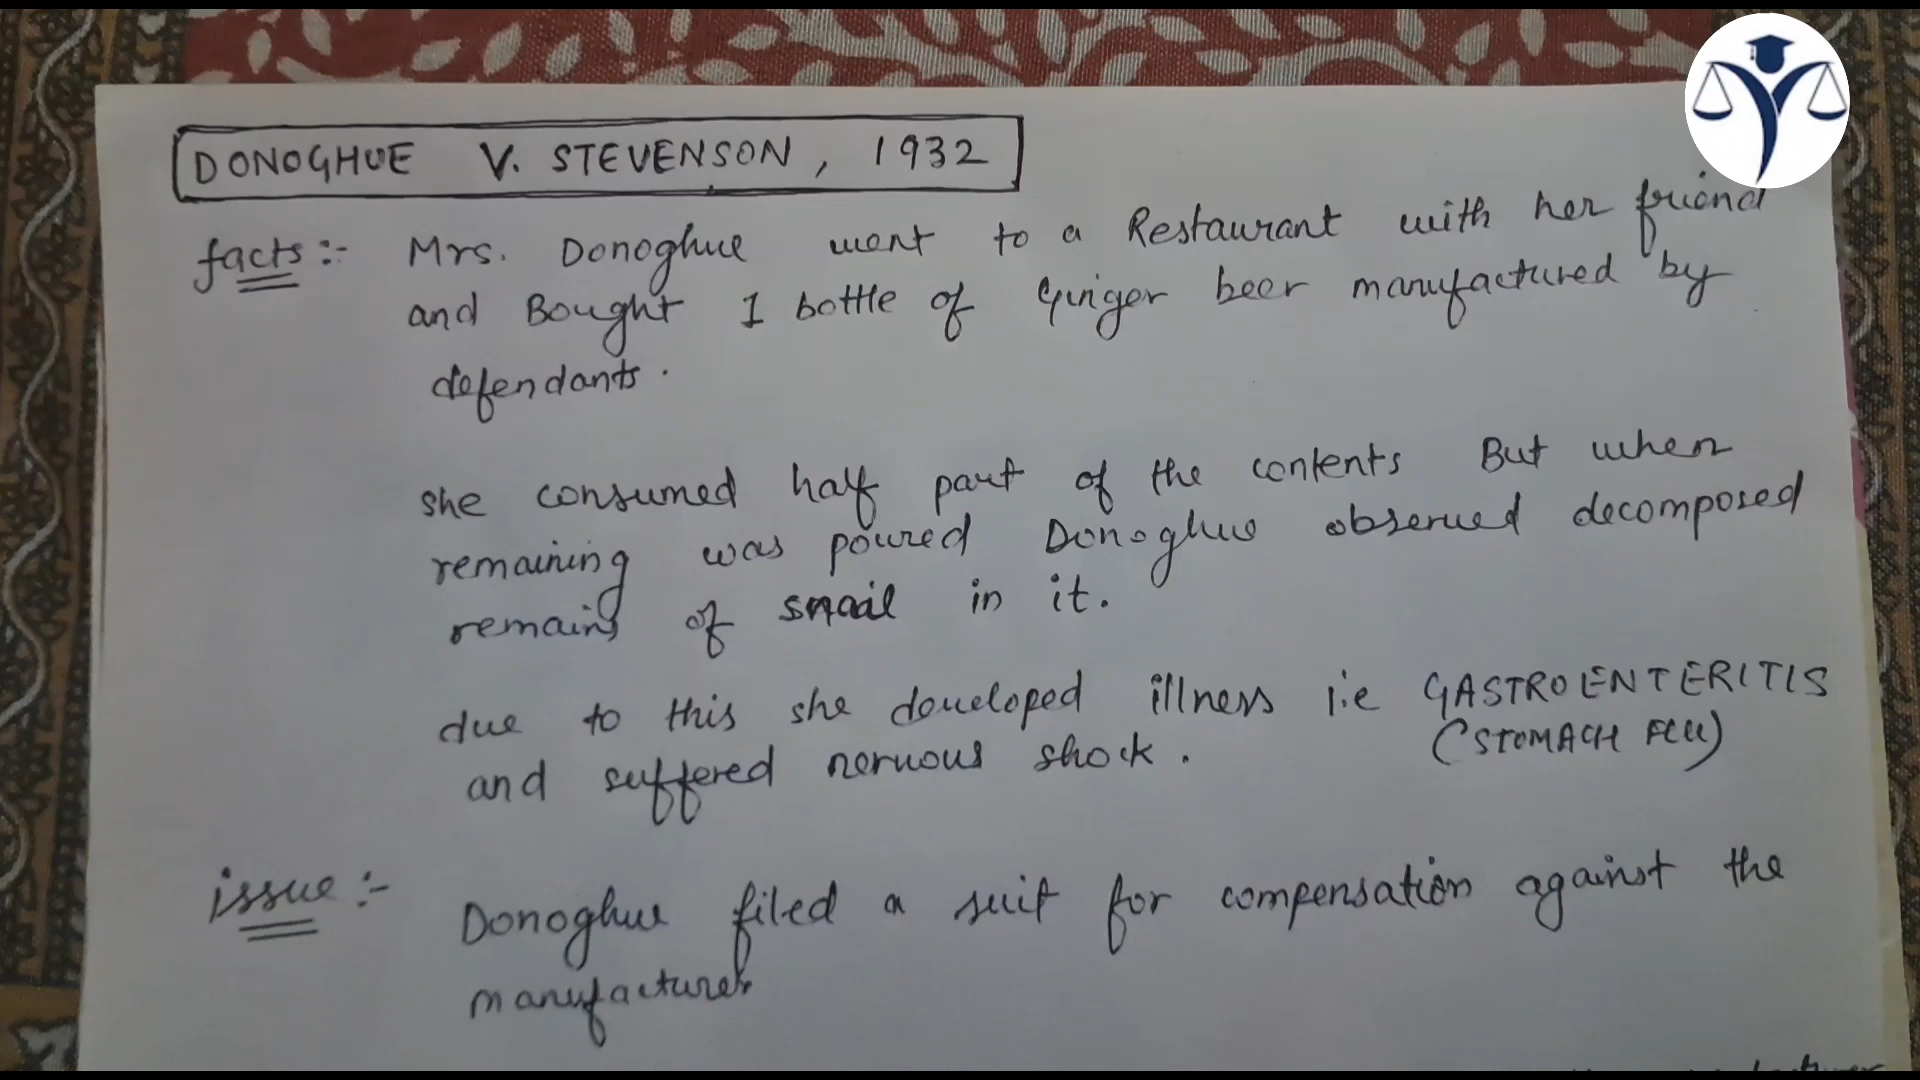 DONOGHUE V. STEVENSON, 1932
facts:- Mrs. Donoghue went to a Restaurant with her friend
and Bought 1 bottle of Ginger beer manufactured by
defendants.
she consumed half part of the contents But when
remaining was poured Donoghue observed decomposed
remains of snail in it.
due to this she developed illness i.e GASTROENTERITIS
(STOMACH FLU)
and suffered nervous shock.
issue:- Donoghue filed a suit for compensation against the
manufacturer